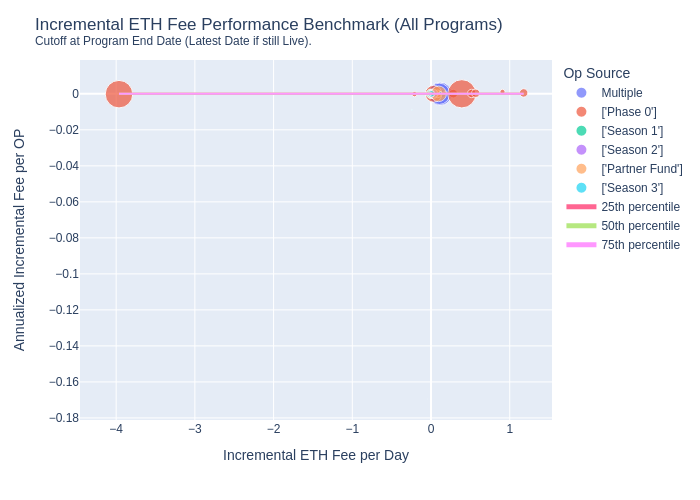 Incremental ETH Fee Performance Benchmark (All Programs)
Cutoff at Program End Date (Latest Date if still Live).
Annualized Incremental Fee per OP
0
−0.02
−0.04
−0.06
−0.08
−0.1
−0.12
−0.14
−0.16
−0.18
−4
−3
−2
−1
0
1
Incremental ETH Fee per Day
Op Source
Multiple
['Phase 0']
['Season 1']
['Season 2']
['Partner Fund']
['Season 3']
25th percentile
50th percentile
75th percentile